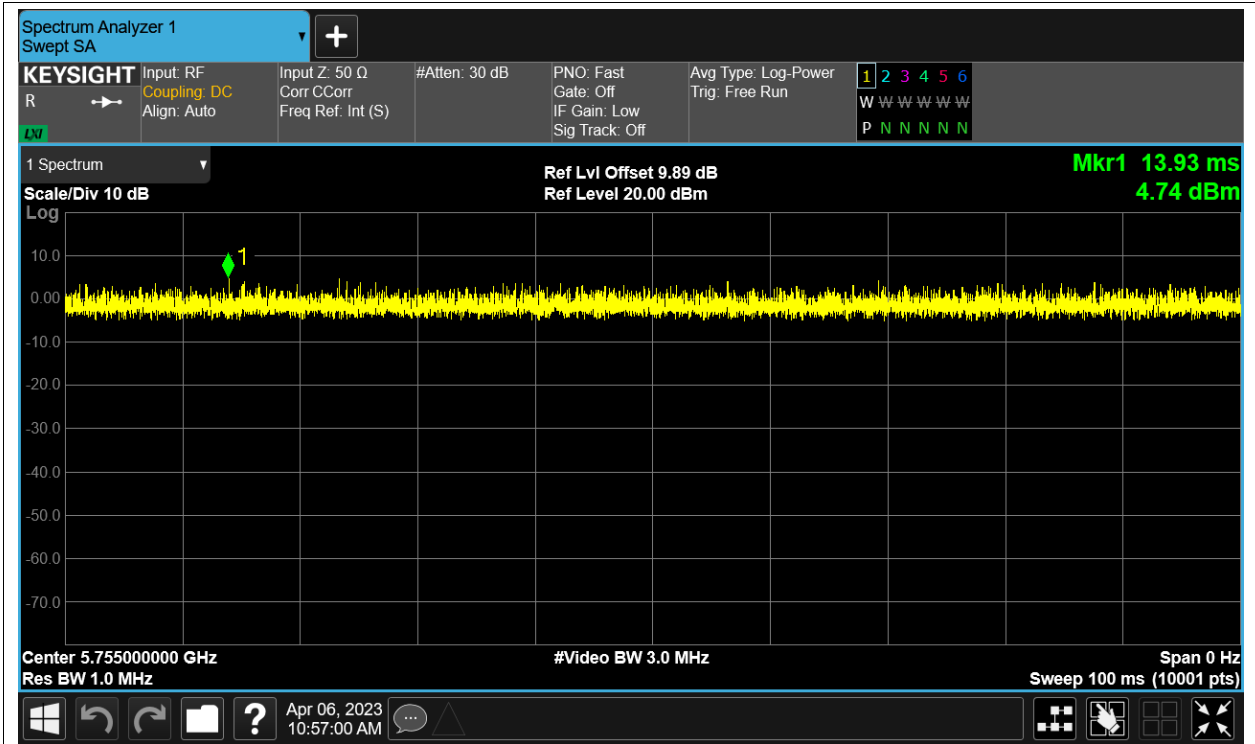 Spectrum Analyzer 1
Swept SA
+
KEYSIGHT
R
LXI
Input: RF
Coupling: DC
Align: Auto
Input Z: 50 Ω
Corr CCorr
Freq Ref: Int (S)
#Atten: 30 dB
PNO: Fast
Gate: Off
IF Gain: Low
Sig Track: Off
Avg Type: Log-Power
Trig: Free Run
1 2 3 4 5 6
W W W W W W
P N N N N N
1 Spectrum
Scale/Div 10 dB
Log
Ref Lvl Offset 9.89 dB
Ref Level 20.00 dBm
Mkr1 13.93 ms
4.74 dBm
1
10.0
0.00
-10.0
-20.0
-30.0
-40.0
-50.0
-60.0
-70.0
Center 5.755000000 GHz
Res BW 1.0 MHz
#Video BW 3.0 MHz
Span 0 Hz
Sweep 100 ms (10001 pts)
?
Apr 06, 2023
10:57:00 AM